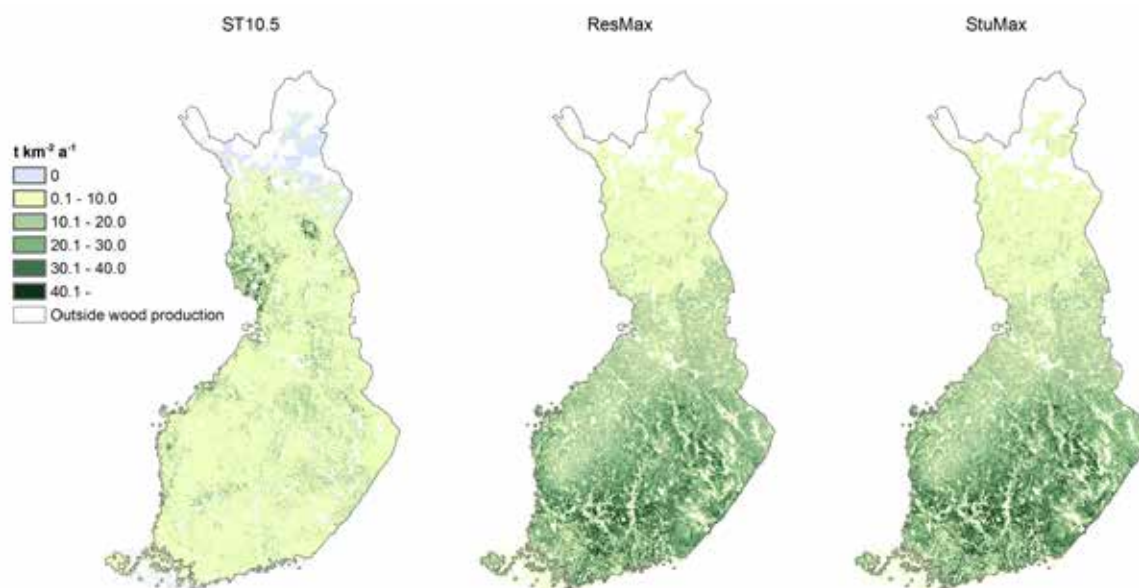 ST10.5
ResMax
StuMax
t km⁻² a⁻¹
0
0.1 - 10.0
10.1 - 20.0
20.1 - 30.0
30.1 - 40.0
40.1 -
Outside wood production